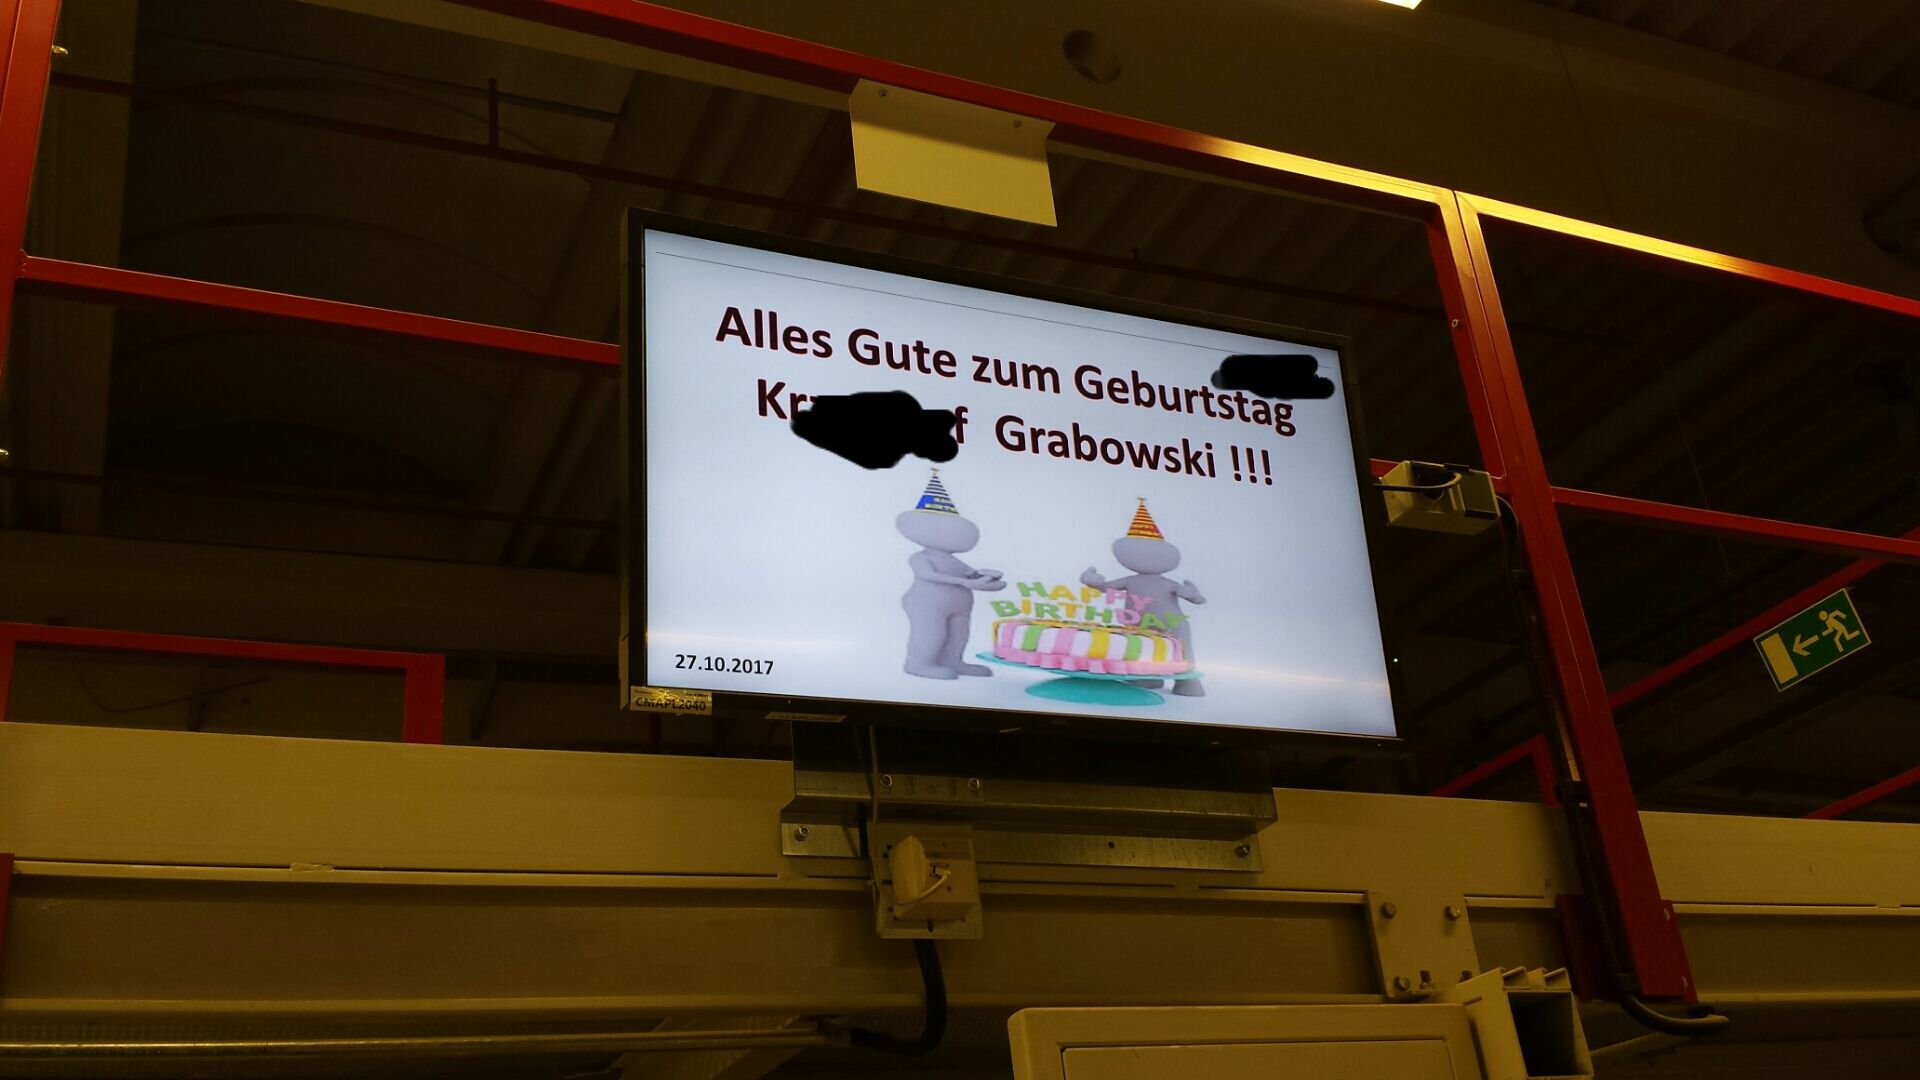 Alles Gute zum Geburtstag
Grabowski !!!
HAPPY
BIRTHDAY
27.10.2017
CMAPL2040